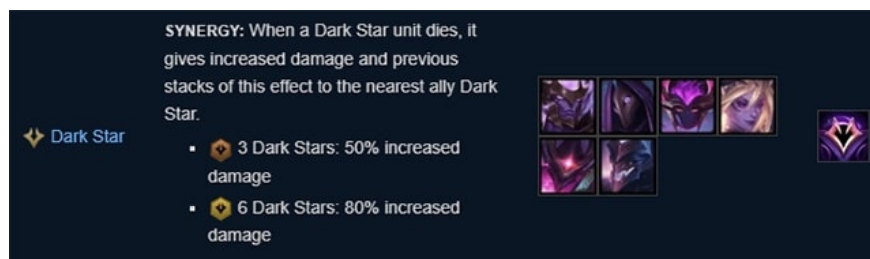 SYNERGY: When a Dark Star unit dies, it
gives increased damage and previous
stacks of this effect to the nearest ally Dark
Star.
Dark Star
▪ 3 Dark Stars: 50% increased
damage
▪ 6 Dark Stars: 80% increased
damage